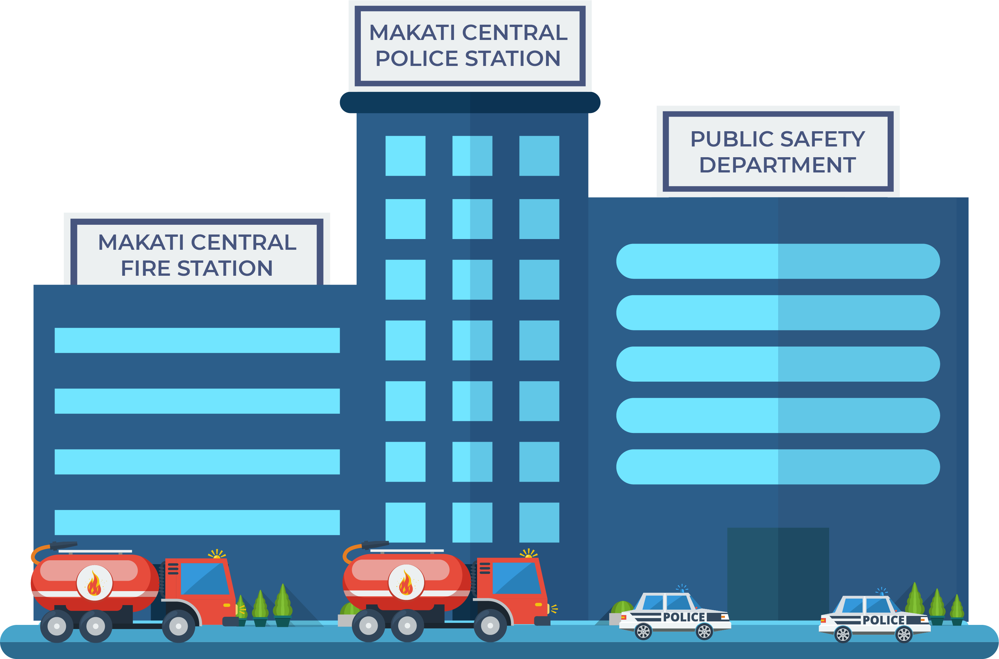 MAKATI CENTRAL
POLICE STATION
PUBLIC SAFETY
DEPARTMENT
MAKATI CENTRAL
FIRE STATION
POLICE
POLICE